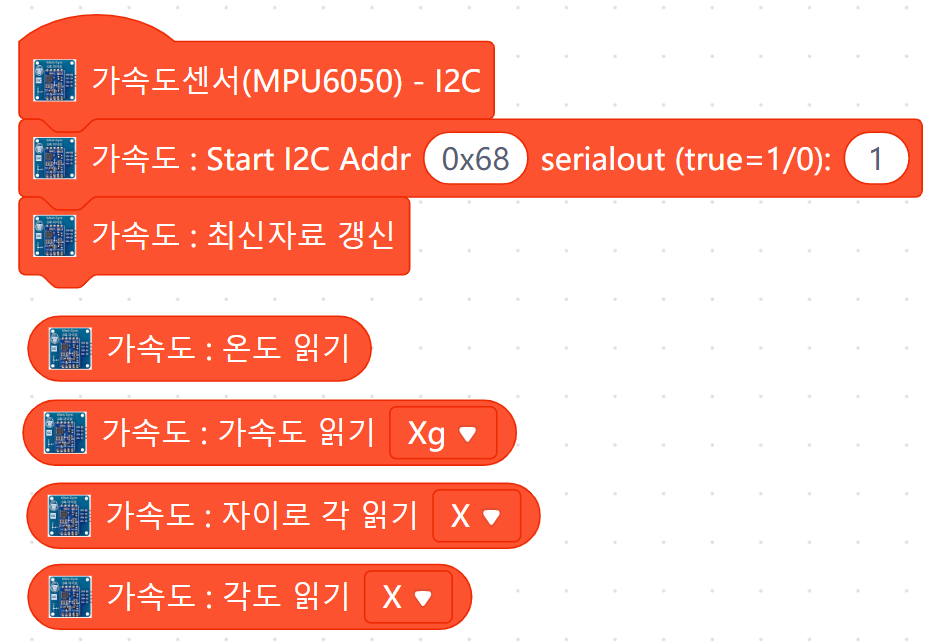 가속도센서(MPU6050) - I2C
가속도 : Start I2C Addr 0x68 serialout (true=1/0): 1
가속도 : 최신자료 갱신
가속도 : 온도 읽기
가속도 : 가속도 읽기 Xg
가속도 : 자이로 각 읽기 X
가속도 : 각도 읽기 X